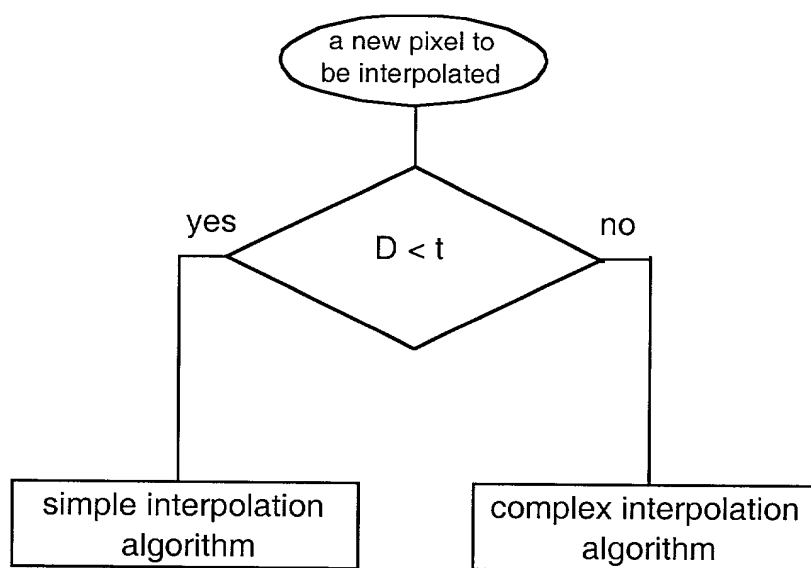 a new pixel to
be interpolated
yes
no
D < t
simple interpolation
algorithm
complex interpolation
algorithm